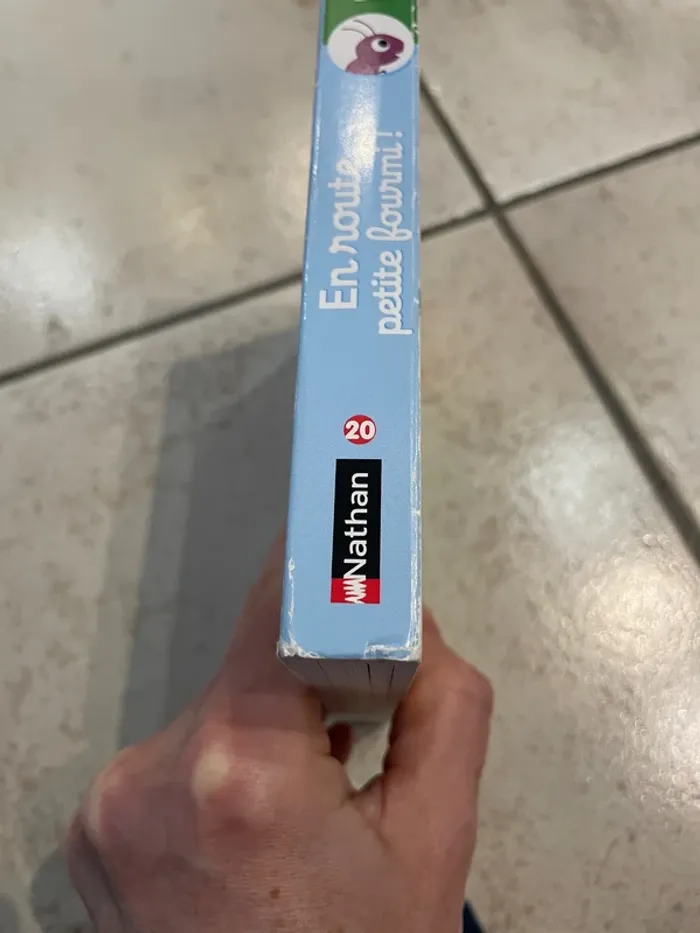 En route
petite fourmi !
20
Nathan